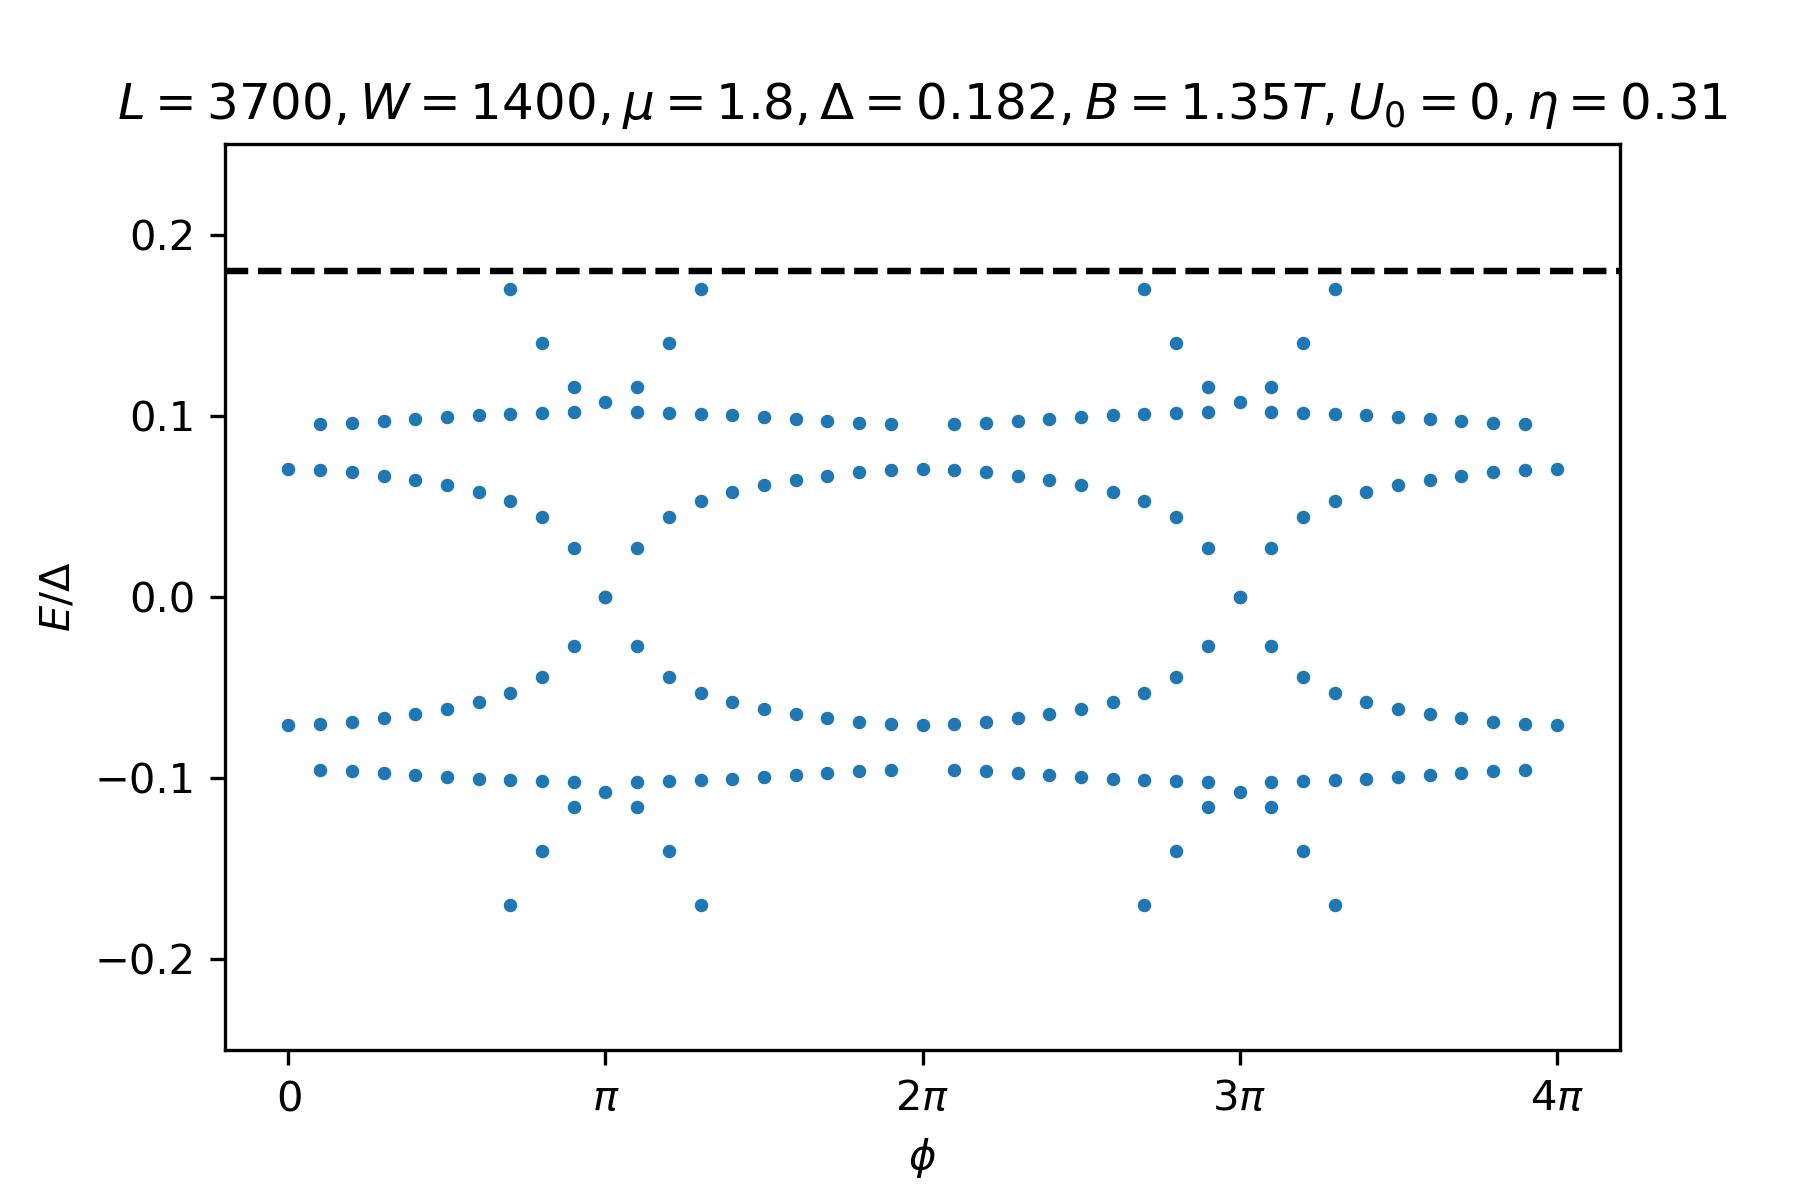 L = 3700, W = 1400, μ = 1.8, Δ = 0.182, B = 1.35T, U₀ = 0, η = 0.31
0.2
0.1
0.0
−0.1
−0.2
E/Δ
0 π 2π 3π 4π
ϕ